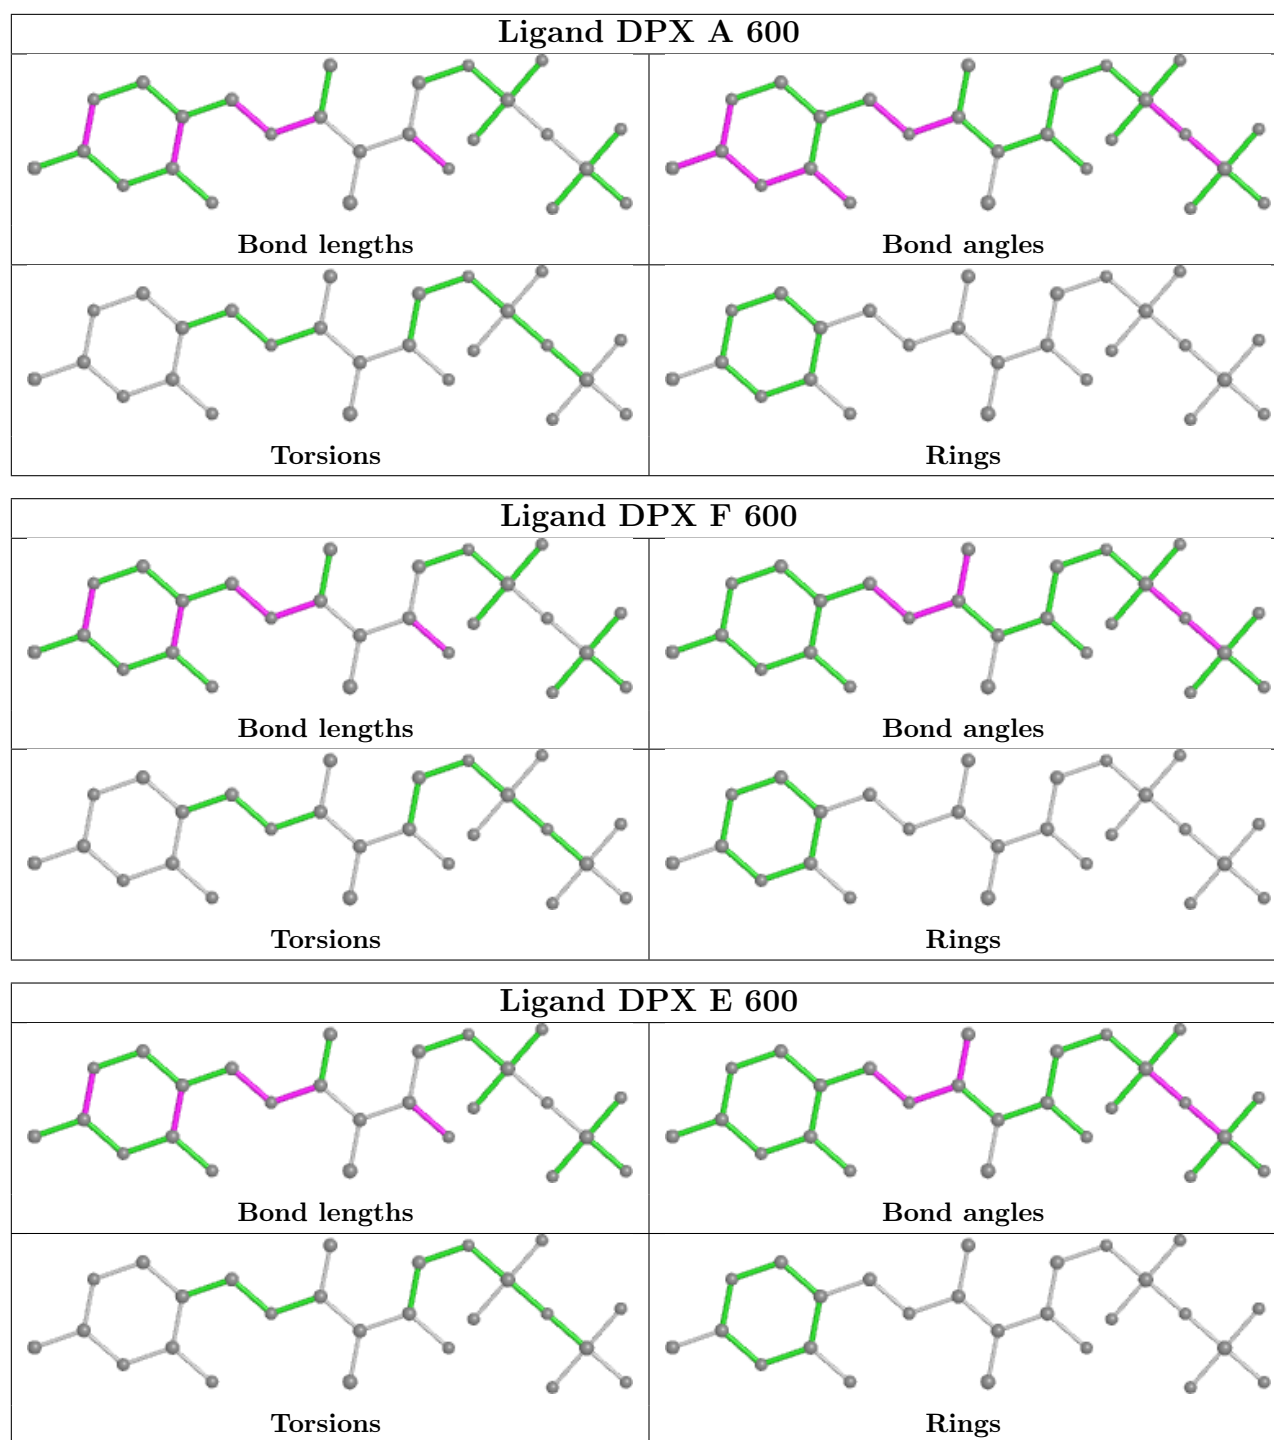 Ligand DPX A 600
Bond lengths
Bond angles
Torsions
Rings
Ligand DPX F 600
Bond lengths
Bond angles
Torsions
Rings
Ligand DPX E 600
Bond lengths
Bond angles
Torsions
Rings